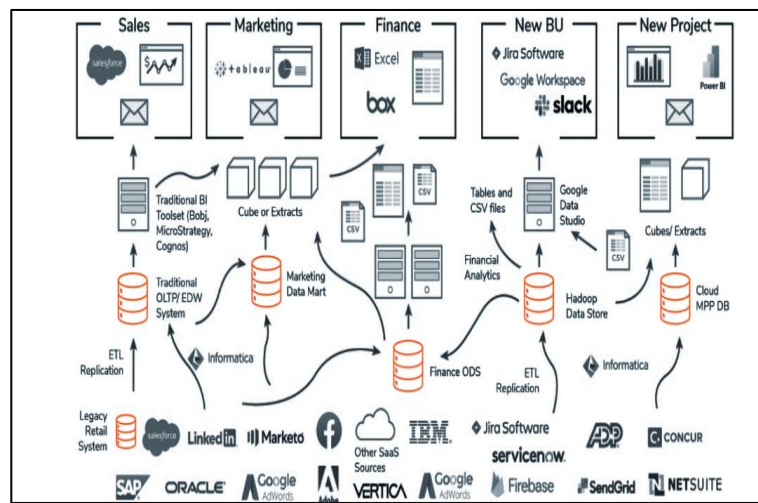 Sales
Marketing
Finance
New BU
New Project
salesforce
tableau
Excel
box
Jira Software
Google Workspace
slack
Power BI
Traditional BI
Toolset (Bobj,
MicroStrategy,
Cognos)
Cube or Extracts
CSV
CSV
Tables and
CSV files
Google
Data
Studio
CSV
Cubes/ Extracts
Traditional
OLTP/ EDW
System
Marketing
Data Mart
Financial
Analytics
Hadoop
Data Store
Cloud
MPP DB
ETL
Replication
Informatica
Finance ODS
ETL
Replication
Informatica
Legacy
Retail
System
salesforce
Linked in
Marketo
Other SaaS
Sources
IBM
Jira Software
servicenow
ADP
C CONCUR
SAP
ORACLE
Google
AdWords
Adobe
VERTICA
Google
AdWords
Firebase
SendGrid
N NETSUITE